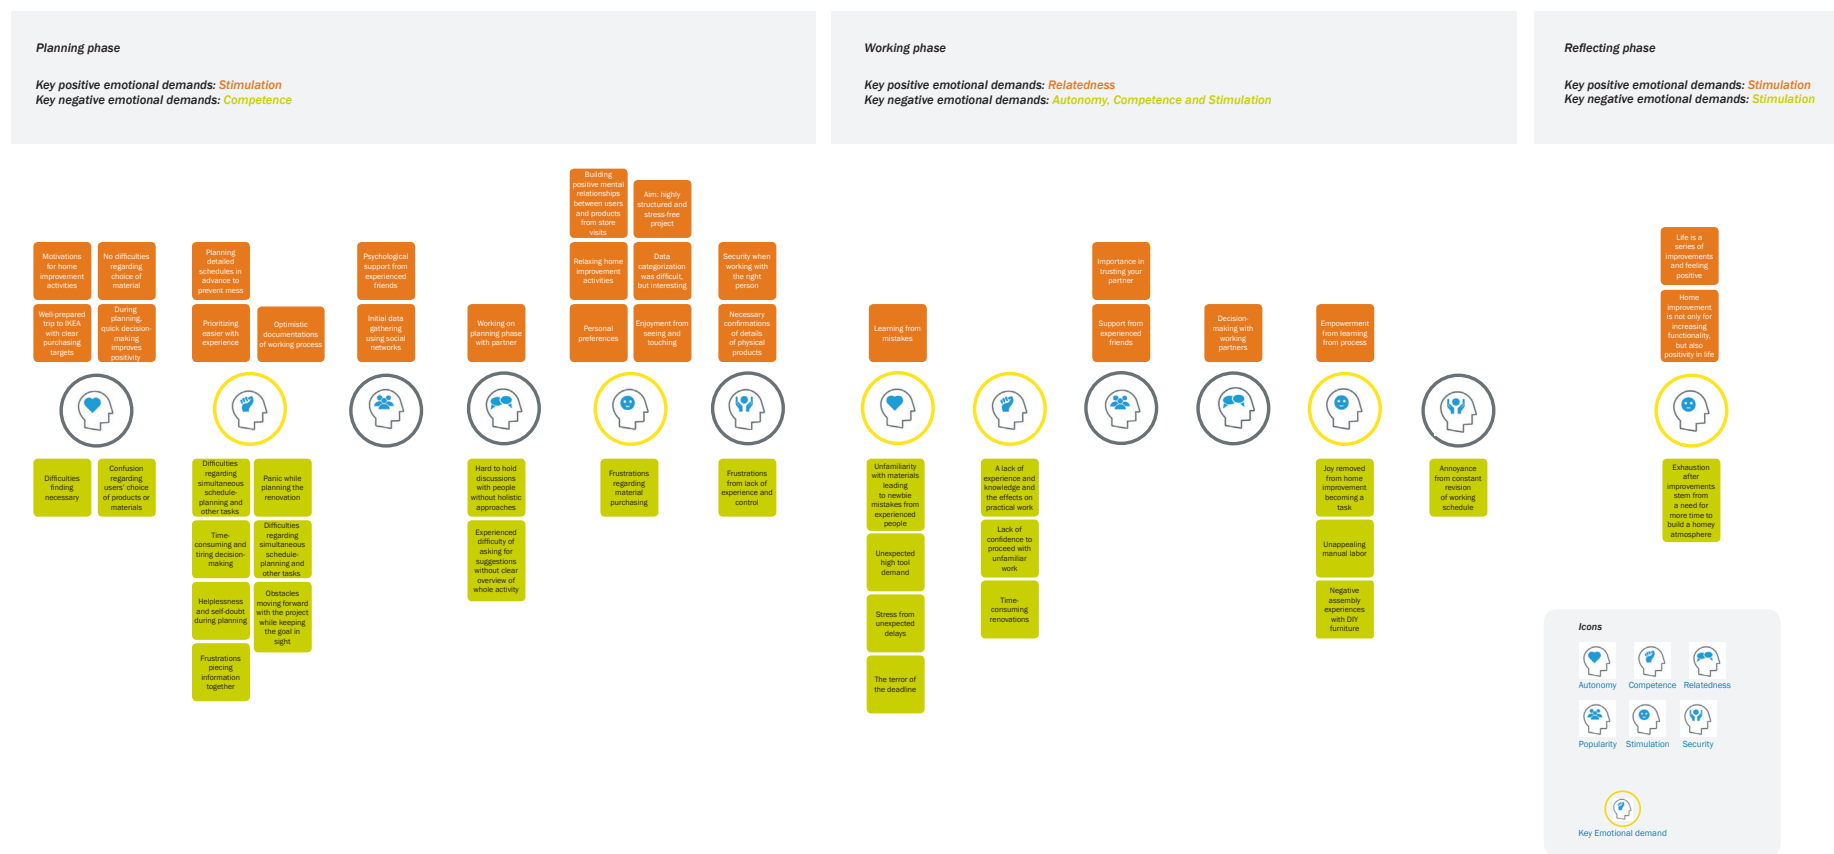 Planning phase
Key positive emotional demands: Stimulation
Key negative emotional demands: Competence
Working phase
Key positive emotional demands: Relatedness
Key negative emotional demands: Autonomy, Competence and Stimulation
Reflecting phase
Key positive emotional demands: Stimulation
Key negative emotional demands: Stimulation
Motivations
for home
improvement
activities
No difficulties
regarding
choice of
material
Well-prepared
trip to IKEA
with clear
purchasing
targets
During
planning,
quick decision-
making
improves
positivity
Difficulties
finding
necessary
Confusion
regarding
users' choice
of products or
materials
Planning
detailed
schedules in
advance to
prevent mess
Prioritizing
easier with
experience
Optimistic
documentations
of working process
Difficulties
regarding
simultaneous
schedule-
planning and
other tasks
Panic while
planning the
renovation
Time-
consuming and
tiring decision-
making
Difficulties
regarding
simultaneous
schedule-
planning and
other tasks
Helplessness
and self-doubt
during planning
Obstacles
moving forward
with the project
while keeping
the goal in
sight
Frustrations
piecing
information
together
Psychological
support from
experienced
friends
Initial data
gathering
using social
networks
Working on
planning phase
with partner
Hard to hold
discussions
with people
without holistic
approaches
Experienced
difficulty of
asking for
suggestions
without clear
overview of
whole activity
Building
positive mental
relationships
between users
and products
from store
visits
Aim: highly
structured and
stress-free
project
Relaxing home
improvement
activities
Data
categorization
was difficult,
but interesting
Personal
preferences
Enjoyment from
seeing and
touching
Frustrations
regarding
material
purchasing
Security when
working with
the right
person
Necessary
confirmations
of details
of physical
products
Frustrations
from lack of
experience and
control
Learning from
mistakes
Unfamiliarity
with materials
leading
to newbie
mistakes from
experienced
people
Unexpected
high tool
demand
Stress from
unexpected
delays
The terror of
the deadline
A lack of
experience and
knowledge and
the effects on
practical work
Lack of
confidence to
proceed with
unfamiliar
work
Time-
consuming
renovations
Importance in
trusting your
partner
Support from
experienced
friends
Decision-
making with
working
partners
Empowerment
from learning
from process
Joy removed
from home
improvement
becoming a
task
Unappealing
manual labor
Negative
assembly
experiences
with DIY
furniture
Annoyance
from constant
revision
of working
schedule
Life is a
series of
improvements
and feeling
positive
Home
improvement
is not only for
increasing
functionality,
but also
positivity in life
Exhaustion
after
improvements
stem from
a need for
more time to
build a homey
atmosphere
Icons
Autonomy
Competence
Relatedness
Popularity
Stimulation
Security
Key Emotional demand